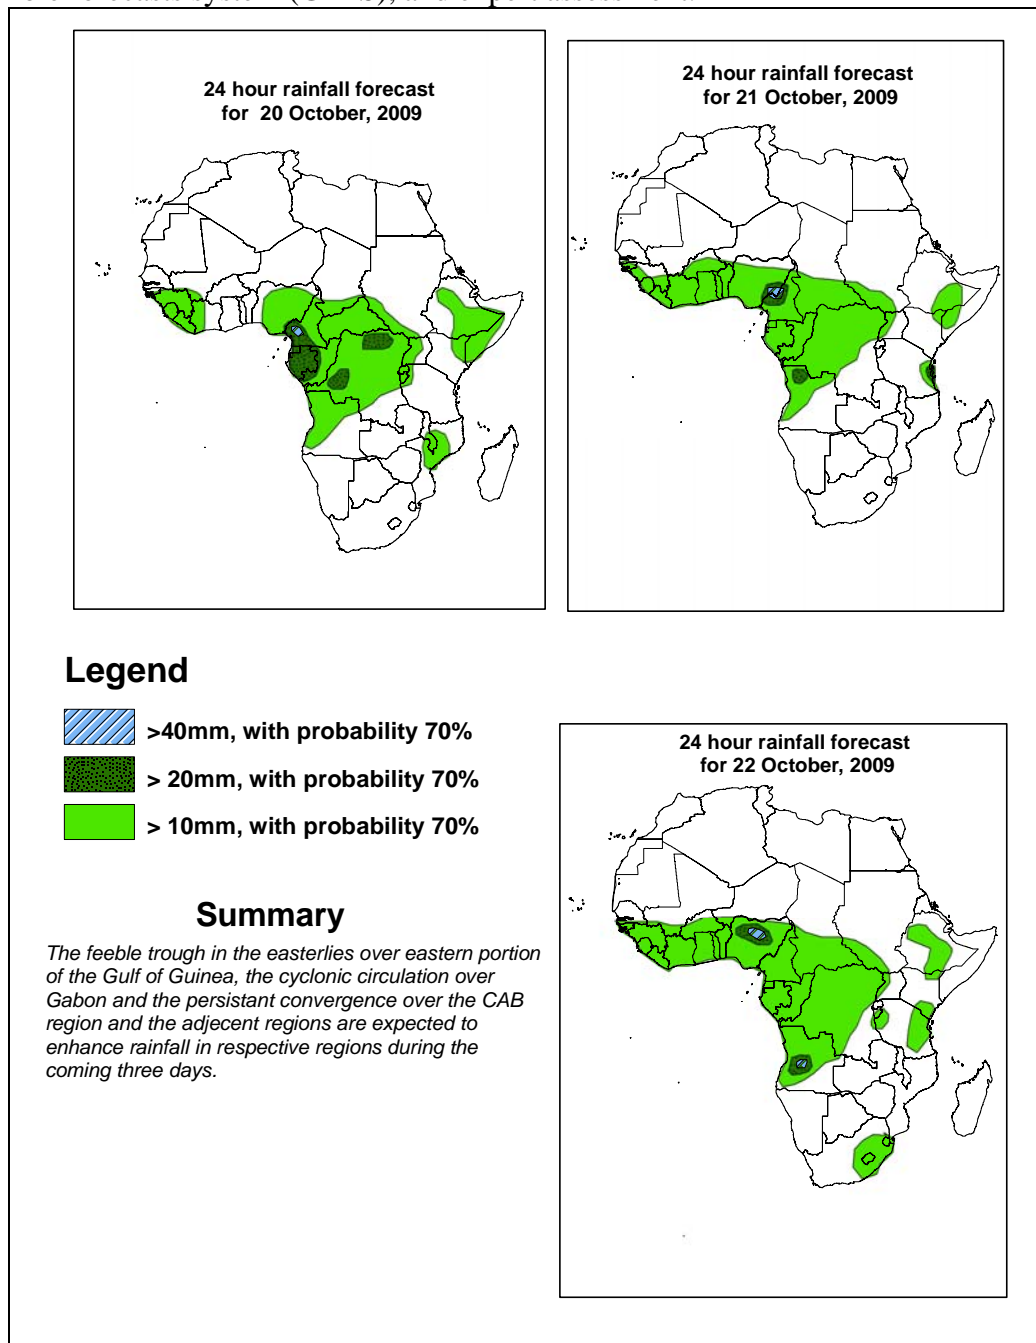 24 hour rainfall forecast
for 20 October, 2009
24 hour rainfall forecast
for 21 October, 2009
Legend
>40mm, with probability 70%
> 20mm, with probability 70%
> 10mm, with probability 70%
24 hour rainfall forecast
for 22 October, 2009
Summary
The feeble trough in the easterlies over eastern portion
of the Gulf of Guinea, the cyclonic circulation over
Gabon and the persistant convergence over the CAB
region and the adjecent regions are expected to
enhance rainfall in respective regions during the
coming three days.